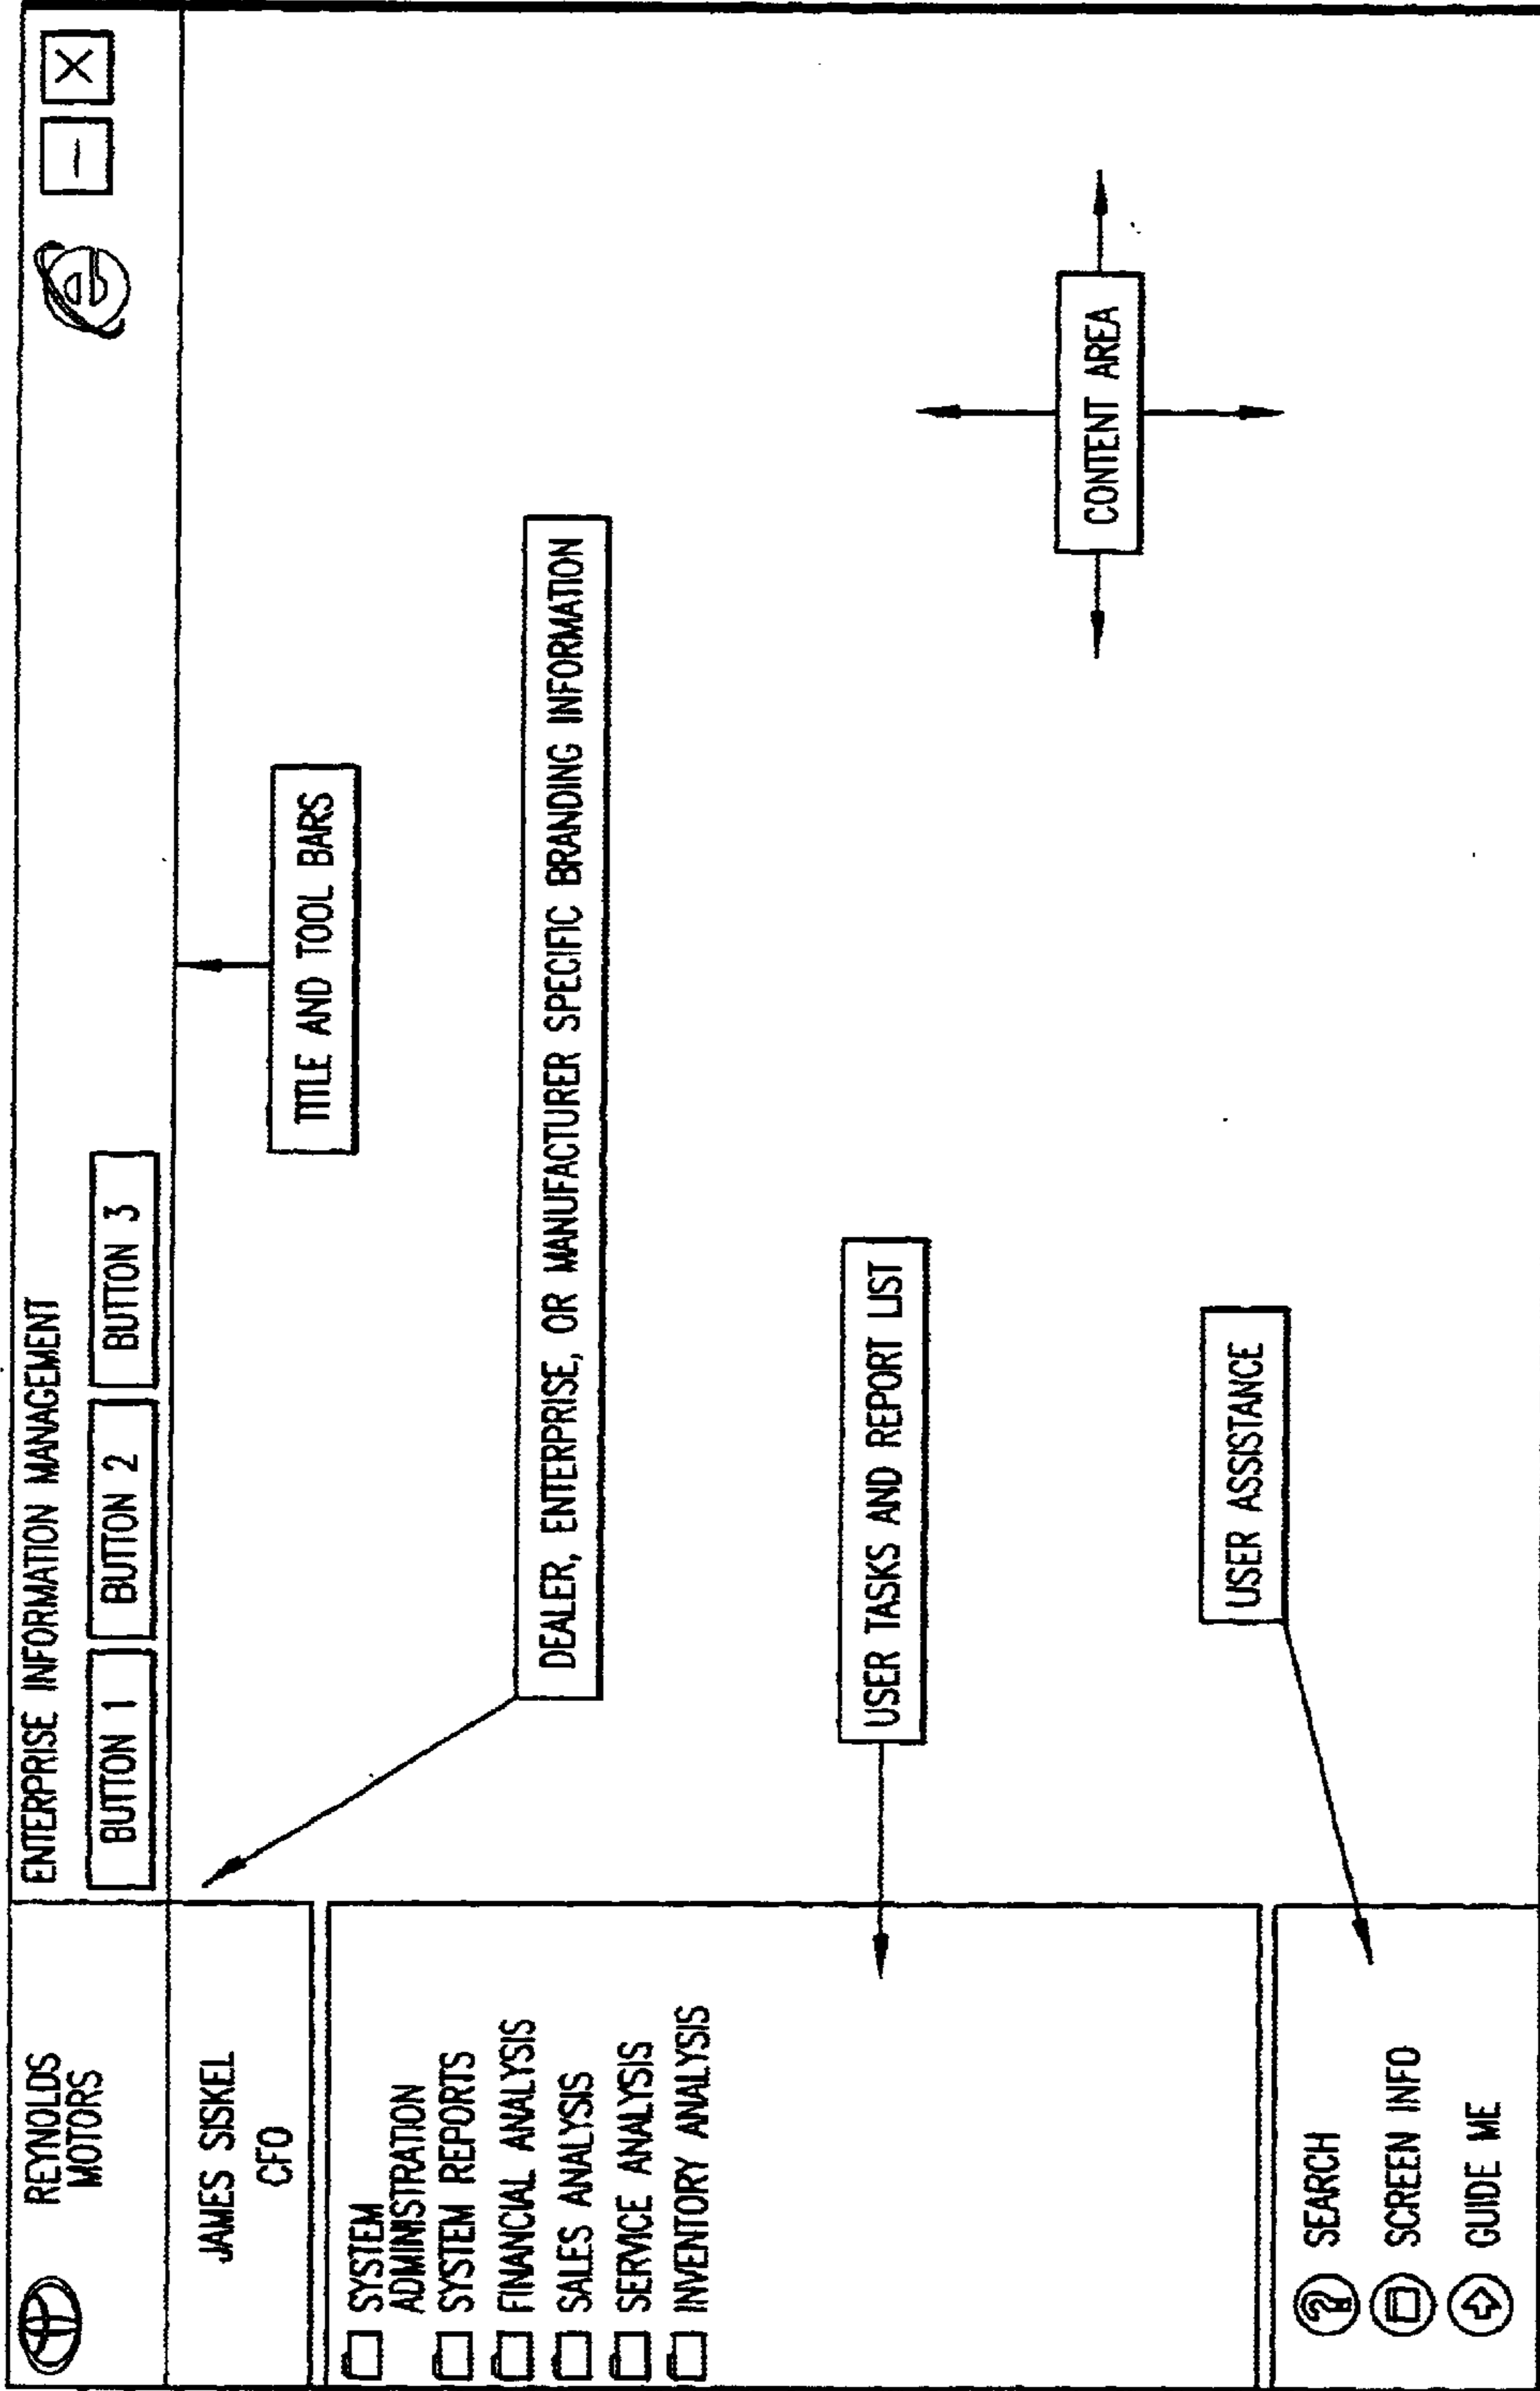 REYNOLDS
MOTORS
ENTERPRISE INFORMATION MANAGEMENT
BUTTON 1
BUTTON 2
BUTTON 3
e
JAMES SISKEL
CFO
TITLE AND TOOL BARS
DEALER, ENTERPRISE, OR MANUFACTURER SPECIFIC BRANDING INFORMATION
SYSTEM
ADMINISTRATION
SYSTEM REPORTS
FINANCIAL ANALYSIS
SALES ANALYSIS
SERVICE ANALYSIS
INVENTORY ANALYSIS
USER TASKS AND REPORT LIST
CONTENT AREA
USER ASSISTANCE
? SEARCH
SCREEN INFO
GUIDE ME